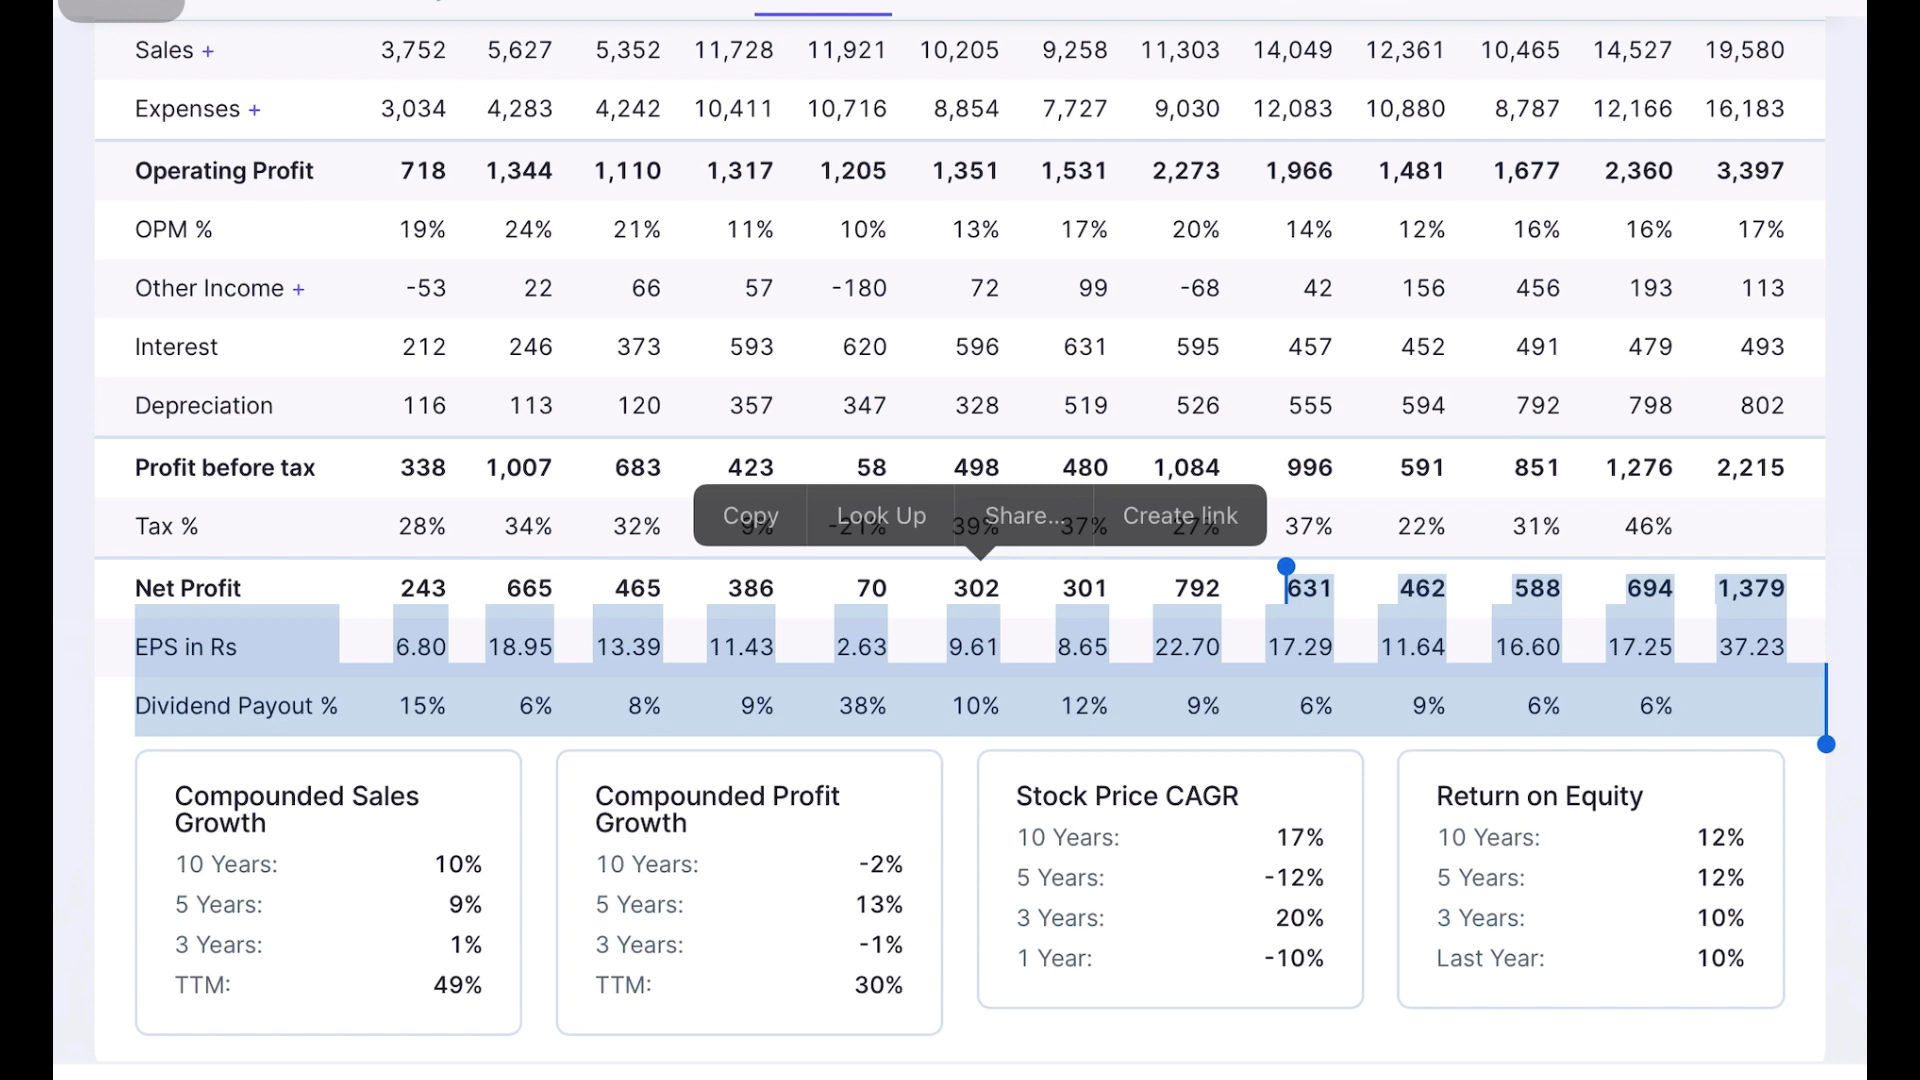 Sales + 3,752 5,627 5,352 11,728 11,921 10,205 9,258 11,303 14,049 12,361 10,465 14,527 19,580
Expenses + 3,034 4,283 4,242 10,411 10,716 8,854 7,727 9,030 12,083 10,880 8,787 12,166 16,183
Operating Profit 718 1,344 1,110 1,317 1,205 1,351 1,531 2,273 1,966 1,481 1,677 2,360 3,397
OPM % 19% 24% 21% 11% 10% 13% 17% 20% 14% 12% 16% 16% 17%
Other Income + -53 22 66 57 -180 72 99 -68 42 156 456 193 113
Interest 212 246 373 593 620 596 631 595 457 452 491 479 493
Depreciation 116 113 120 357 347 328 519 526 555 594 792 798 802
Profit before tax 338 1,007 683 423 58 498 480 1,084 996 591 851 1,276 2,215
Copy Look Up Share... Create link
Tax % 28% 34% 32% 9% -21% 39% 37% 27% 37% 22% 31% 46%
Net Profit 243 665 465 386 70 302 301 792 631 462 588 694 1,379
EPS in Rs 6.80 18.95 13.39 11.43 2.63 9.61 8.65 22.70 17.29 11.64 16.60 17.25 37.23
Dividend Payout % 15% 6% 8% 9% 38% 10% 12% 9% 6% 9% 6% 6%
Compounded Sales
Growth
10 Years: 10%
5 Years: 9%
3 Years: 1%
TTM: 49%
Compounded Profit
Growth
10 Years: -2%
5 Years: 13%
3 Years: -1%
TTM: 30%
Stock Price CAGR
10 Years: 17%
5 Years: -12%
3 Years: 20%
1 Year: -10%
Return on Equity
10 Years: 12%
5 Years: 12%
3 Years: 10%
Last Year: 10%